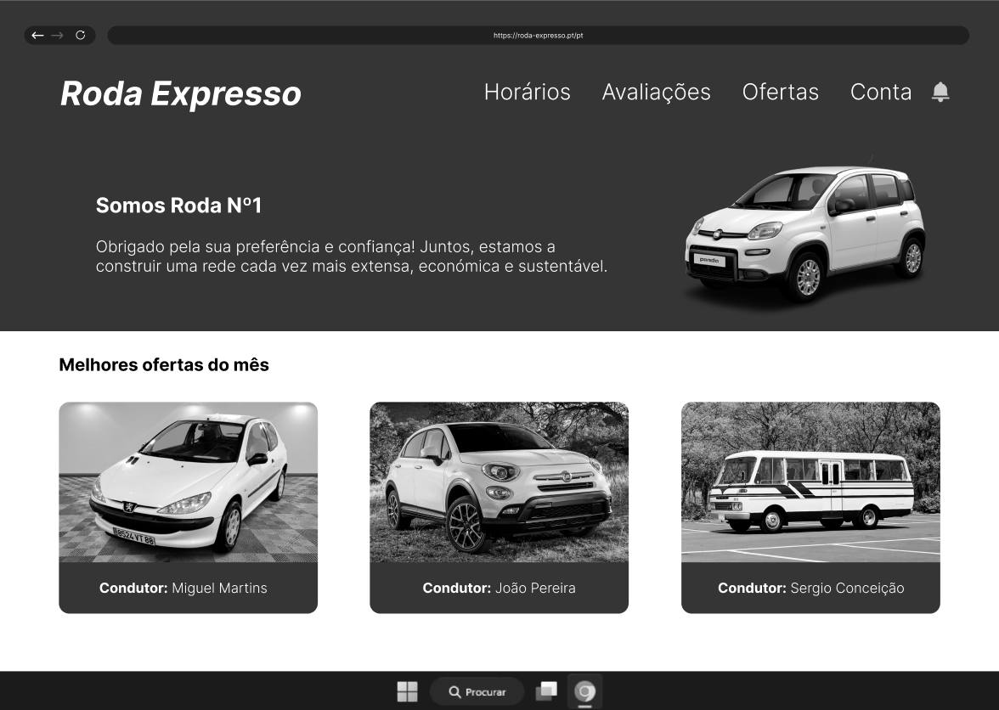 https://roda-expresso.pt/pt
Roda Expresso
Horários Avaliações Ofertas Conta
Somos Roda Nº1
Obrigado pela sua preferência e confiança! Juntos, estamos a
construir uma rede cada vez mais extensa, económica e sustentável.
panda
Melhores ofertas do mês
8524 VT 88
Condutor: Miguel Martins
Condutor: João Pereira
Condutor: Sergio Conceição
Procurar